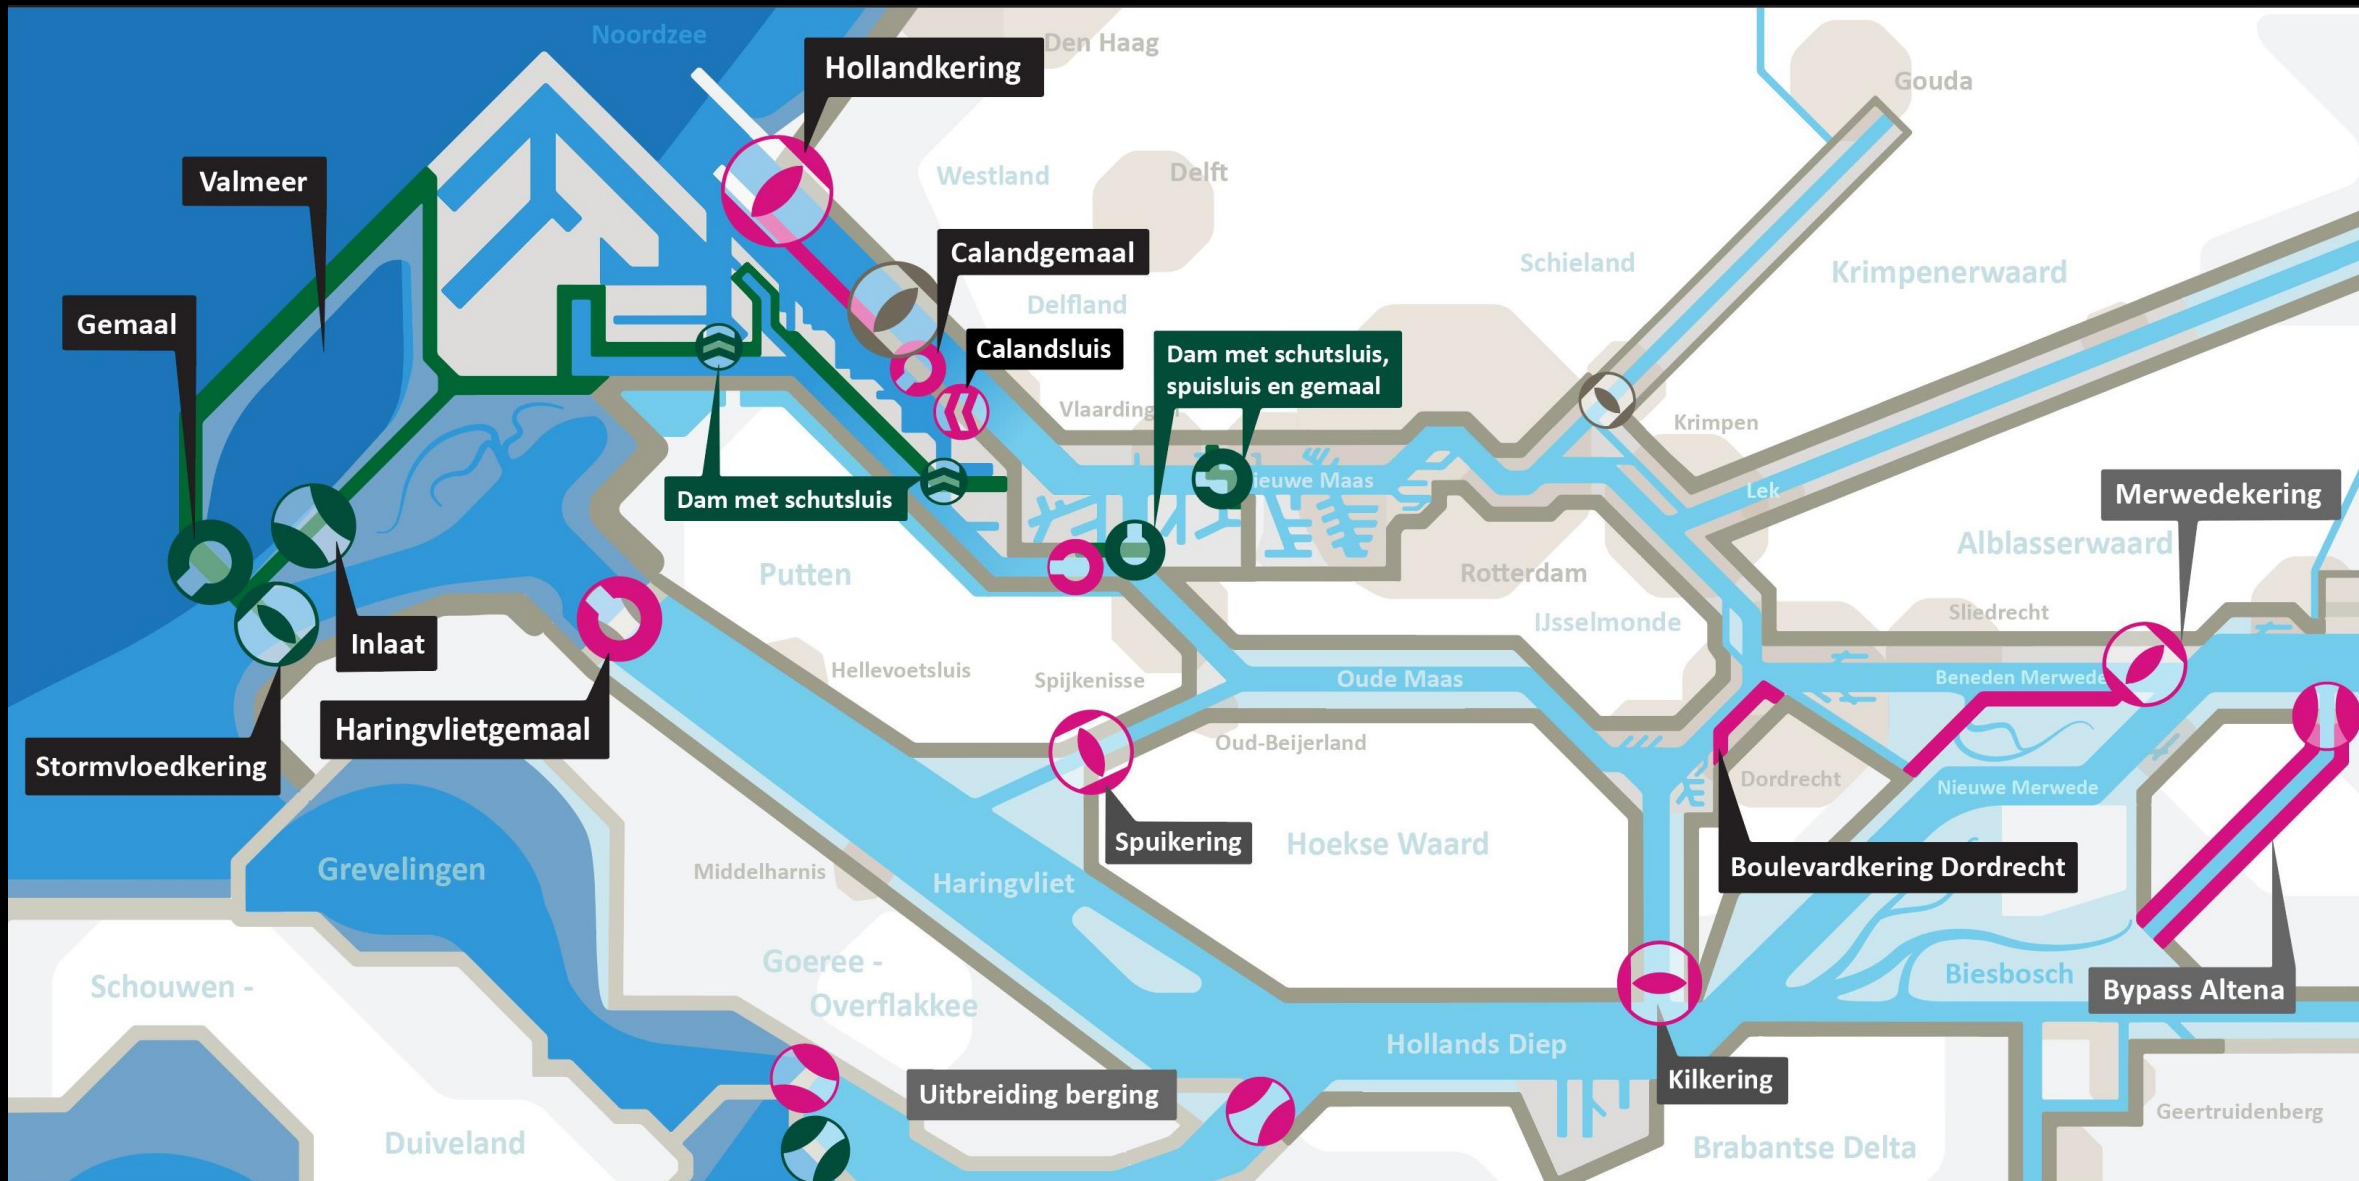 Noordzee
Den Haag
Hollandkering
Gouda
Westland
Delft
Valmeer
Calandgemaal
Schieland
Krimpenerwaard
Delfland
Gemaal
Calandsluis
Dam met schutsluis,
spuisluis en gemaal
Vlaardingen
Krimpen
Nieuwe Maas
Lek
Merwedekering
Dam met schutsluis
Alblasserwaard
Putten
Rotterdam
Sliedrecht
IJsselmonde
Inlaat
Hellevoetsluis
Spijkenisse
Oude Maas
Beneden Merwede
Haringvlietgemaal
Oud-Beijerland
Stormvloedkering
Dordrecht
Nieuwe Merwede
Spuikering
Hoekse Waard
Grevelingen
Middelharnis
Haringvliet
Boulevardkering Dordrecht
Goeree -
Overflakkee
Schouwen -
Biesbosch
Bypass Altena
Hollands Diep
Kilkering
Uitbreiding berging
Geertruidenberg
Duiveland
Brabantse Delta